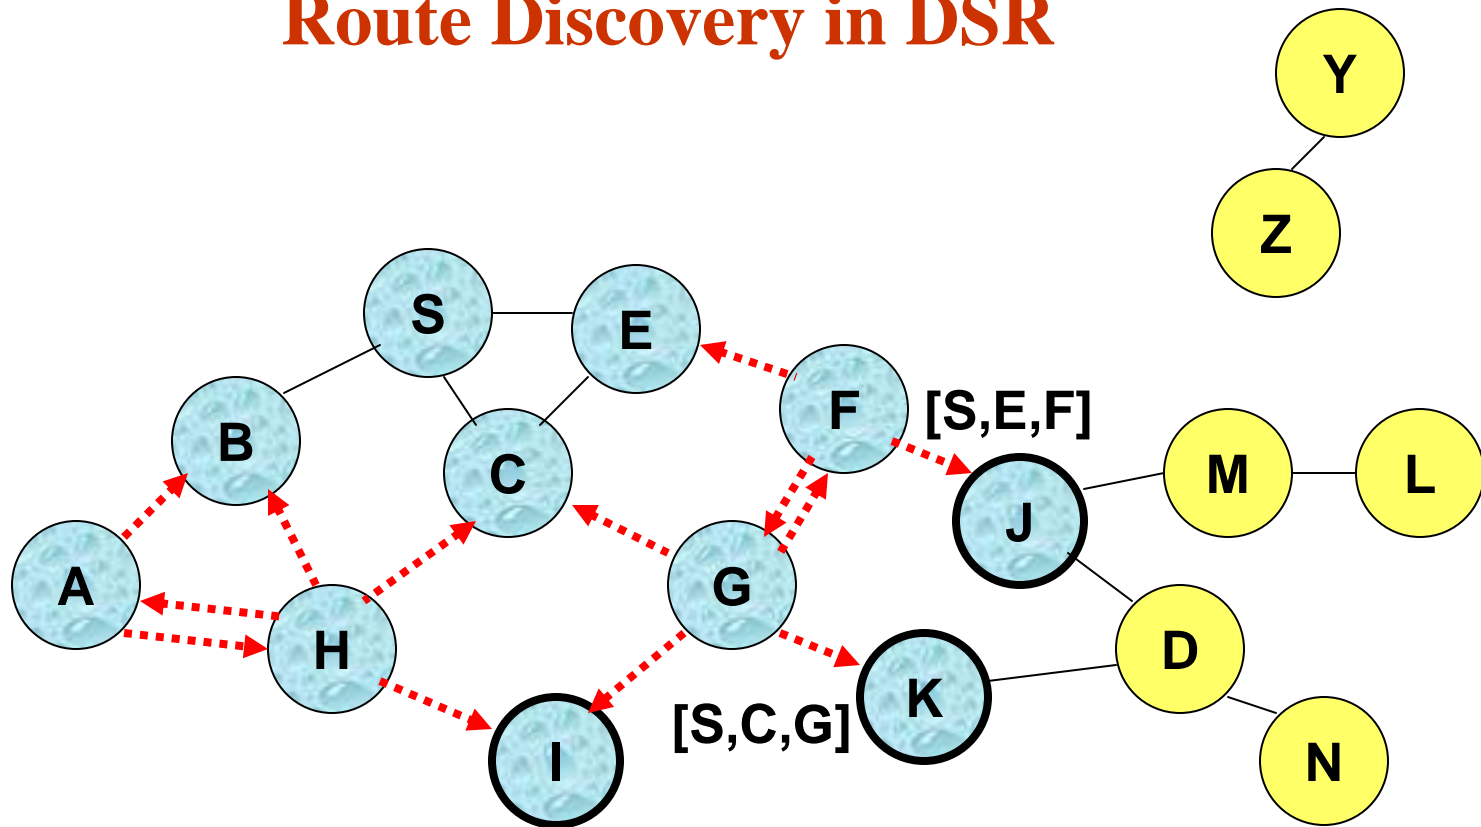 Route Discovery in DSR
Y
Z
S
E
F
[S,E,F]
B
C
M
L
J
A
G
H
D
K
[S,C,G]
I
N